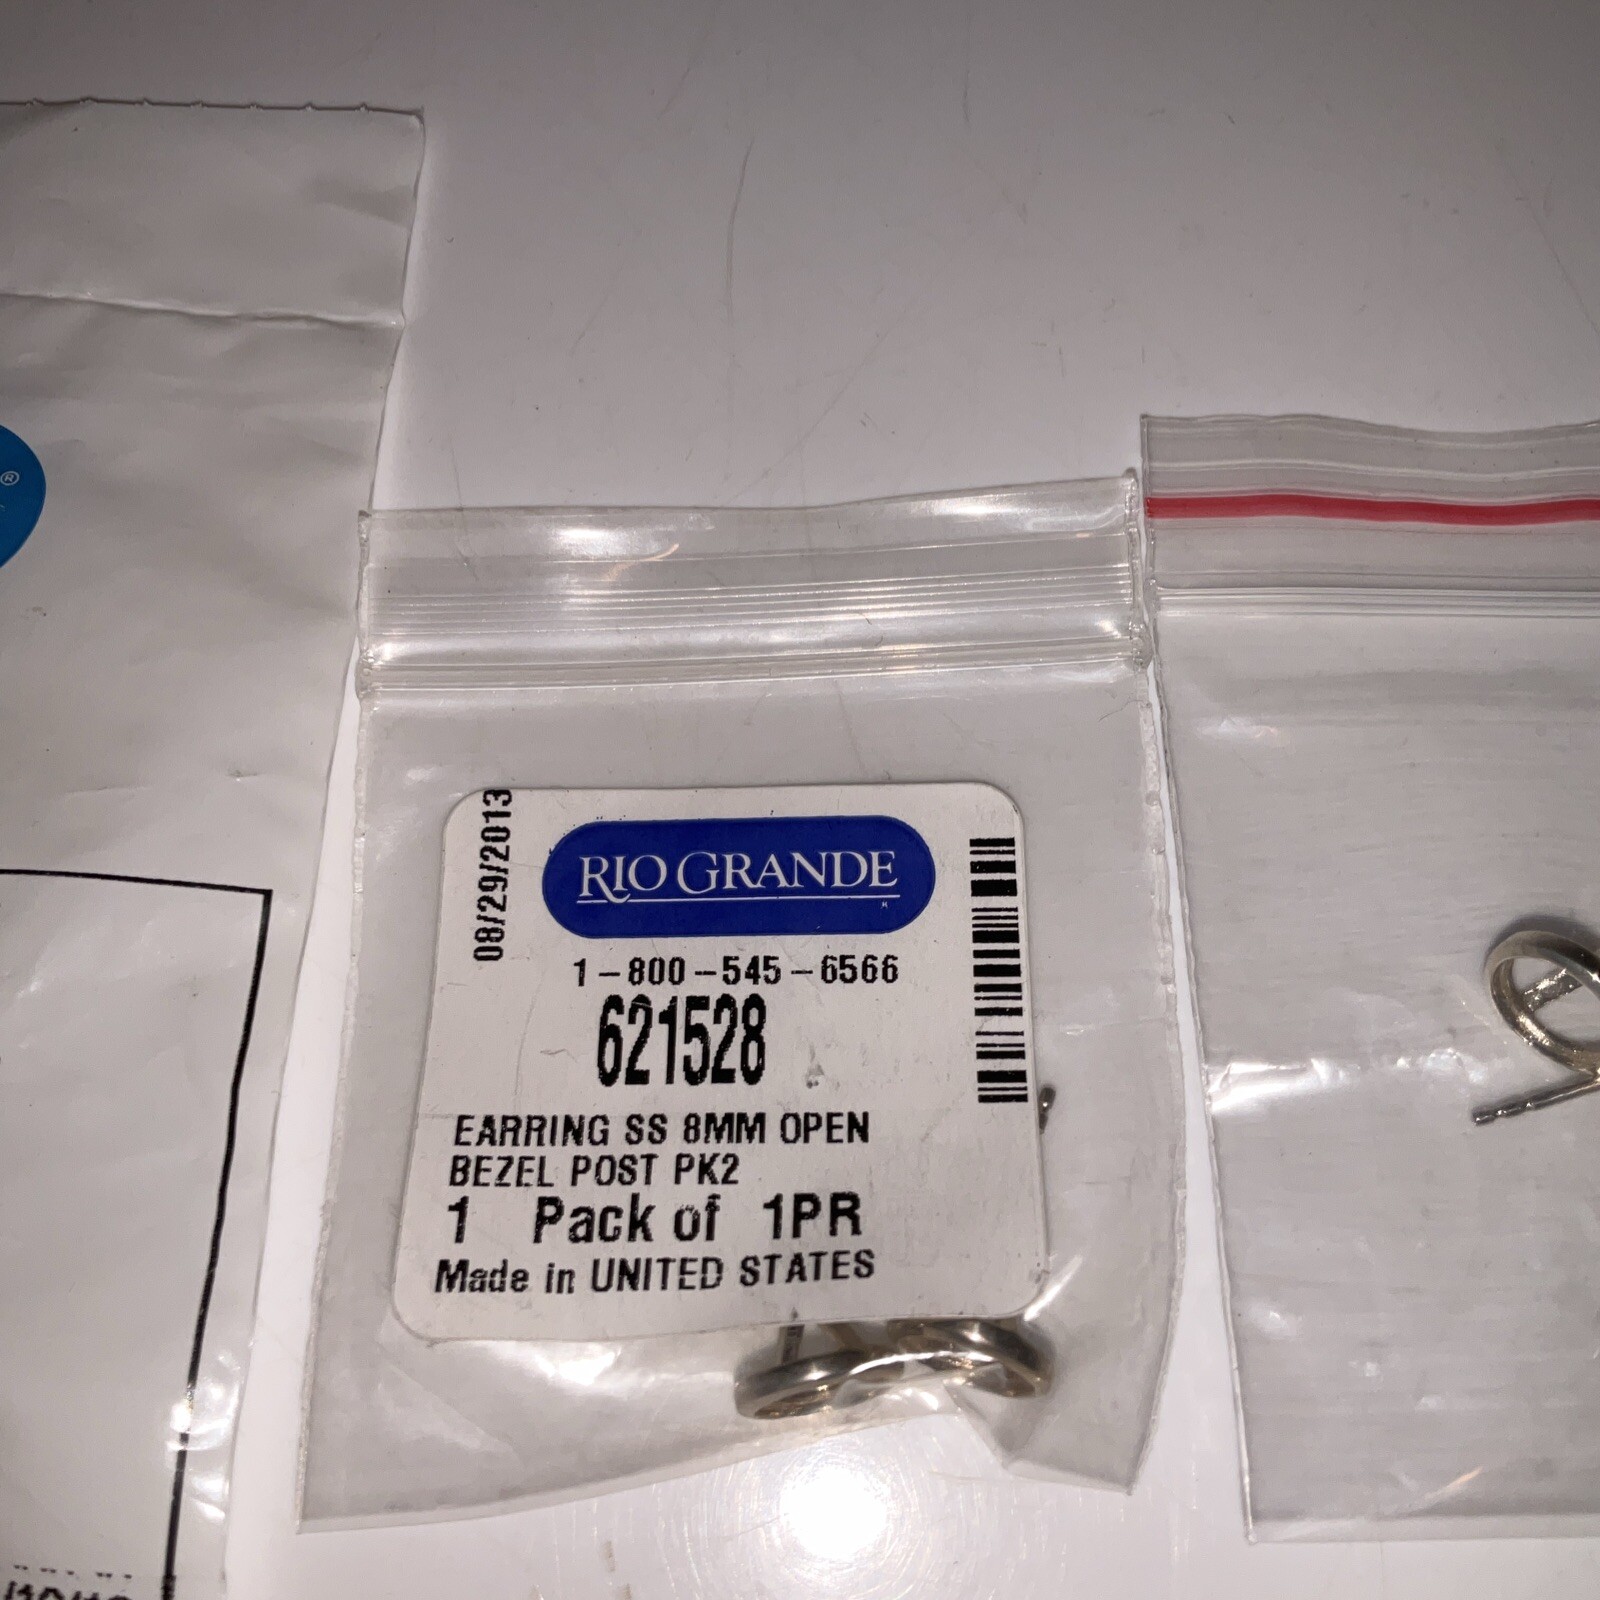 ®
08/29/2013
RIO GRANDE
1-800-545-6566
621528
EARRING SS 8MM OPEN
BEZEL POST PK2
1 Pack of 1PR
Made in UNITED STATES